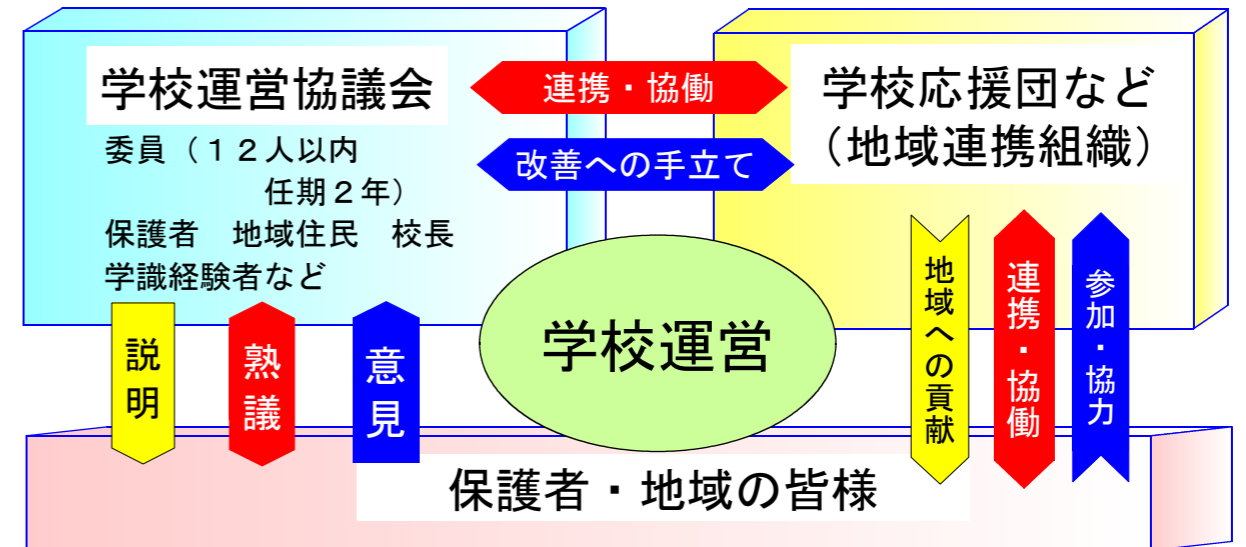 学校運営協議会
委員（１２人以内
任期２年）
保護者　地域住民　校長
学識経験者など
連携・協働
改善への手立て
学校応援団など
（地域連携組織）
学校運営
説明
熟議
意見
地域への貢献
連携・協働
参加・協力
保護者・地域の皆様